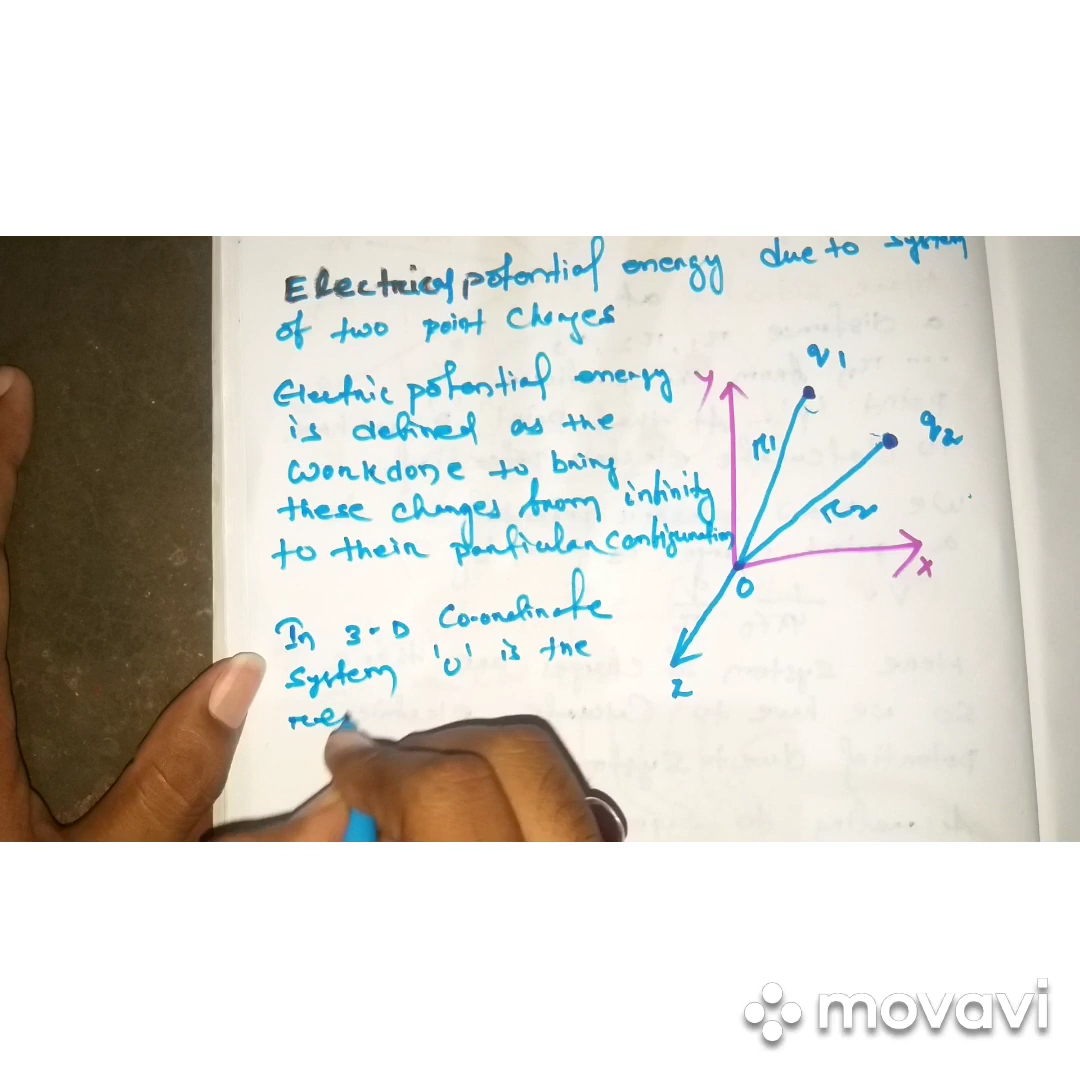 Electrical potential energy due to system
of two point charges
Electric potential energy
is defined as the
workdone to bring
these charges from infinity
to their particular configuration
In 3-D Co-ordinate
system 'O' is the
Y
q1
r1
q2
r2
X
O
Z
movavi